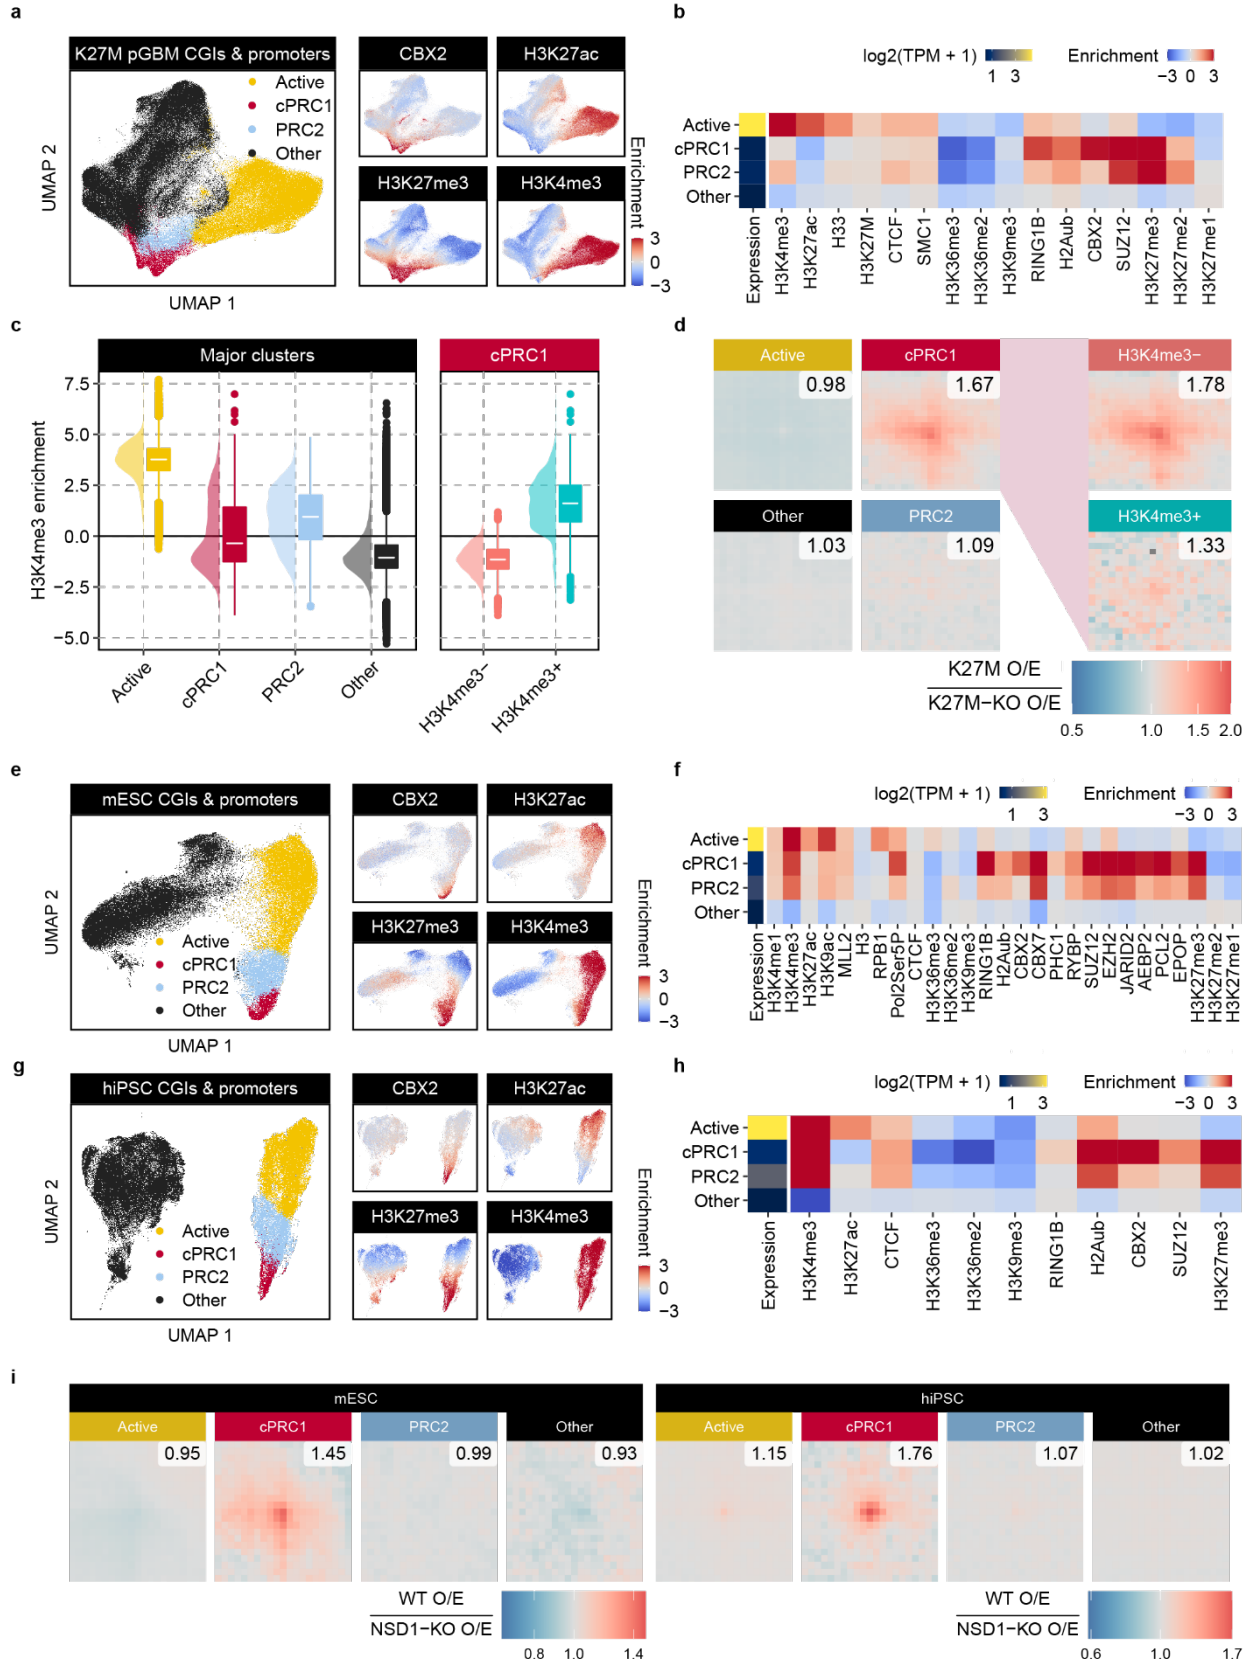 a
K27M pGBM CGIs & promoters
Active
cPRC1
PRC2
Other
UMAP 2
UMAP 1
CBX2
H3K27ac
H3K27me3
H3K4me3
Enrichment
3
0
−3
b
log2(TPM + 1)
1 3
Enrichment
−3 0 3
Active
cPRC1
PRC2
Other
Expression
H3K4me3
H3K27ac
H33
H3K27M
CTCF
SMC1
H3K36me3
H3K36me2
H3K9me3
RING1B
H2Aub
CBX2
SUZ12
H3K27me3
H3K27me2
H3K27me1
c
Major clusters
cPRC1
H3K4me3 enrichment
7.5
5.0
2.5
0.0
−2.5
−5.0
Active
cPRC1
PRC2
Other
H3K4me3−
H3K4me3+
d
Active
0.98
cPRC1
1.67
H3K4me3−
1.78
Other
1.03
PRC2
1.09
H3K4me3+
1.33
K27M O/E
K27M−KO O/E
0.5 1.0 1.5 2.0
e
mESC CGIs & promoters
Active
cPRC1
PRC2
Other
UMAP 2
UMAP 1
CBX2
H3K27ac
H3K27me3
H3K4me3
Enrichment
3
0
−3
f
log2(TPM + 1)
1 3
Enrichment
−3 0 3
Active
cPRC1
PRC2
Other
Expression
H3K4me1
H3K4me3
H3K27ac
H3K9ac
MLL2
H3
RPB1
Pol2Ser5P
CTCF
H3K36me3
H3K36me2
H3K9me3
RING1B
H2Aub
CBX2
CBX7
PHC1
RYBP
SUZ12
EZH2
JARID2
AEBP2
PCL2
EPOP
H3K27me3
H3K27me2
H3K27me1
g
hiPSC CGIs & promoters
Active
cPRC1
PRC2
Other
UMAP 2
UMAP 1
CBX2
H3K27ac
H3K27me3
H3K4me3
Enrichment
3
0
−3
h
log2(TPM + 1)
1 3
Enrichment
−3 0 3
Active
cPRC1
PRC2
Other
Expression
H3K4me3
H3K27ac
CTCF
H3K36me3
H3K36me2
H3K9me3
RING1B
H2Aub
CBX2
SUZ12
H3K27me3
i
mESC
Active
0.95
cPRC1
1.45
PRC2
0.99
Other
0.93
WT O/E
NSD1−KO O/E
0.8 1.0 1.4
hiPSC
Active
1.15
cPRC1
1.76
PRC2
1.07
Other
1.02
WT O/E
NSD1−KO O/E
0.6 1.0 1.7